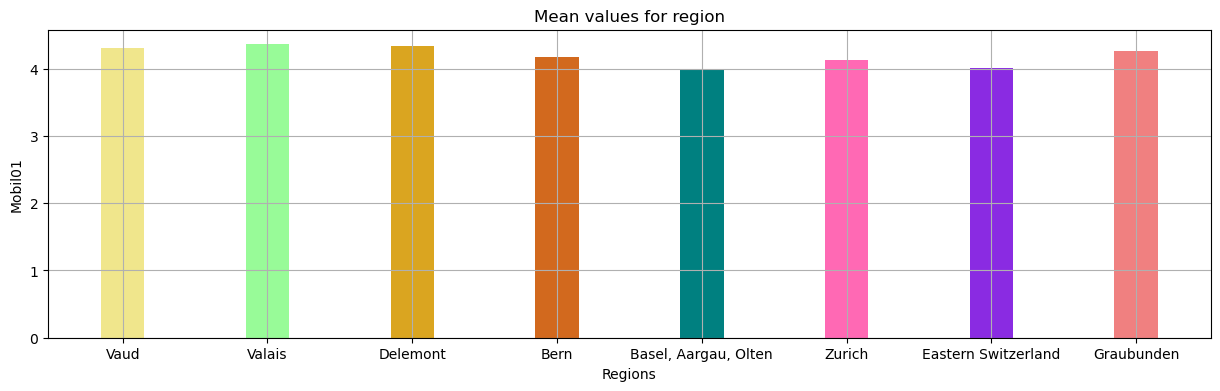 Mean values for region
Mobil01
4
3
2
1
0
Vaud Valais Delemont Bern Basel, Aargau, Olten Zurich Eastern Switzerland Graubunden
Regions